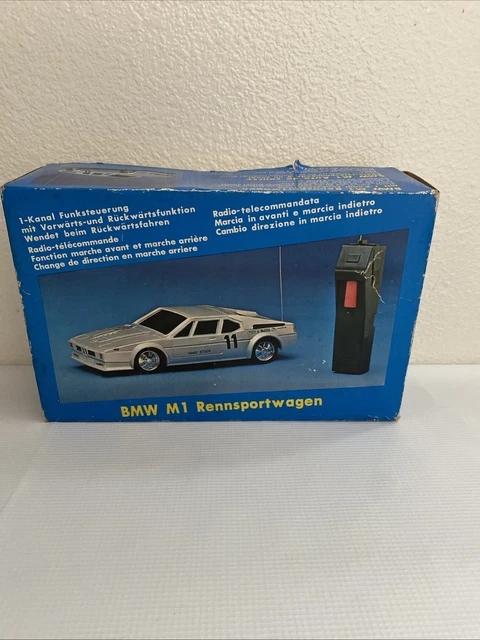 1-Kanal Funksteuerung
mit Vorwärts-und Rückwärtsfunktion
Wendet beim Rückwärtsfahren
Radio-télécommande
Fonction marche avant et marche arrière
Change de direction en marche arriere
Radio-telecommandata
Marcia in avanti e marcia indietro
Cambio direzione in marcia indietro
11
BMW M1 Rennsportwagen